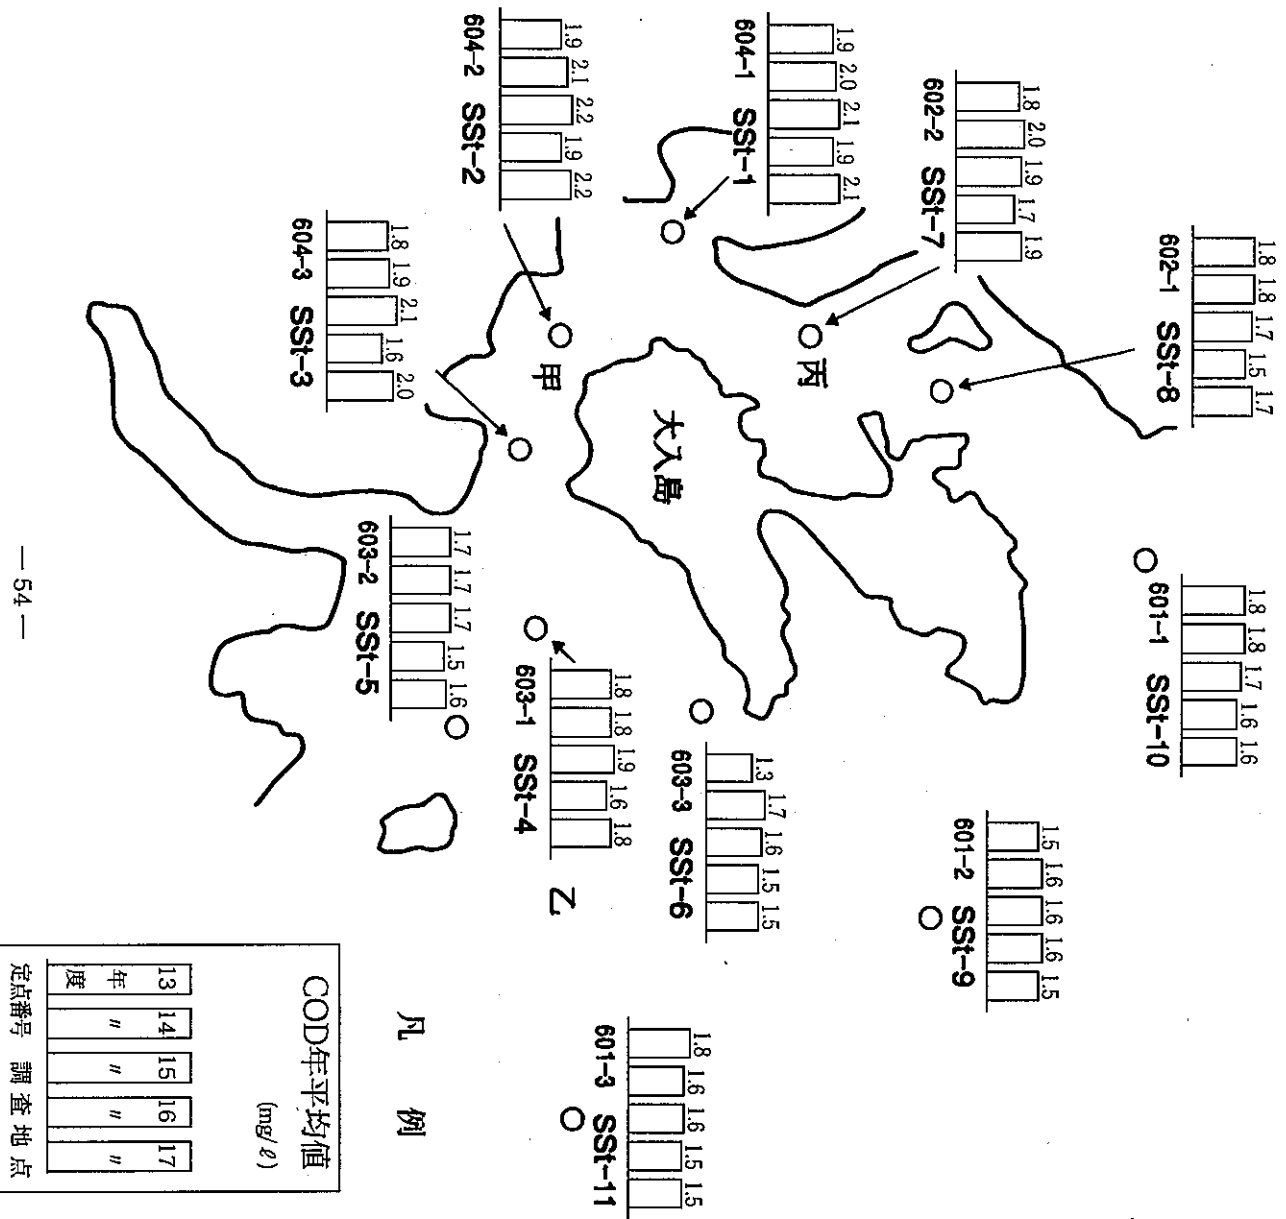 1.8 1.8 1.7 1.5 1.7
602-1 SSt-8
1.8 2.0 1.9 1.7 1.9
602-2 SSt-7
1.9 2.0 2.1 1.9 2.1
604-1 SSt-1
1.9 2.1 2.2 1.9 2.2
604-2 SSt-2
1.8 1.9 2.1 1.6 2.0
604-3 SSt-3
1.8 1.8 1.7 1.6 1.6
601-1 SSt-10
1.5 1.6 1.6 1.6 1.5
601-2 SSt-9
1.3 1.7 1.6 1.5 1.5
603-3 SSt-6
1.8 1.8 1.9 1.6 1.8
603-1 SSt-4
1.7 1.7 1.7 1.5 1.6
603-2 SSt-5
1.8 1.6 1.6 1.5 1.5
601-3 SSt-11
丙
大入島
甲
乙
凡 例
COD年平均値
(mg/ℓ)
13 14 15 16 17
年度 〃 〃 〃 〃
定点番号 調査地点
— 54 —